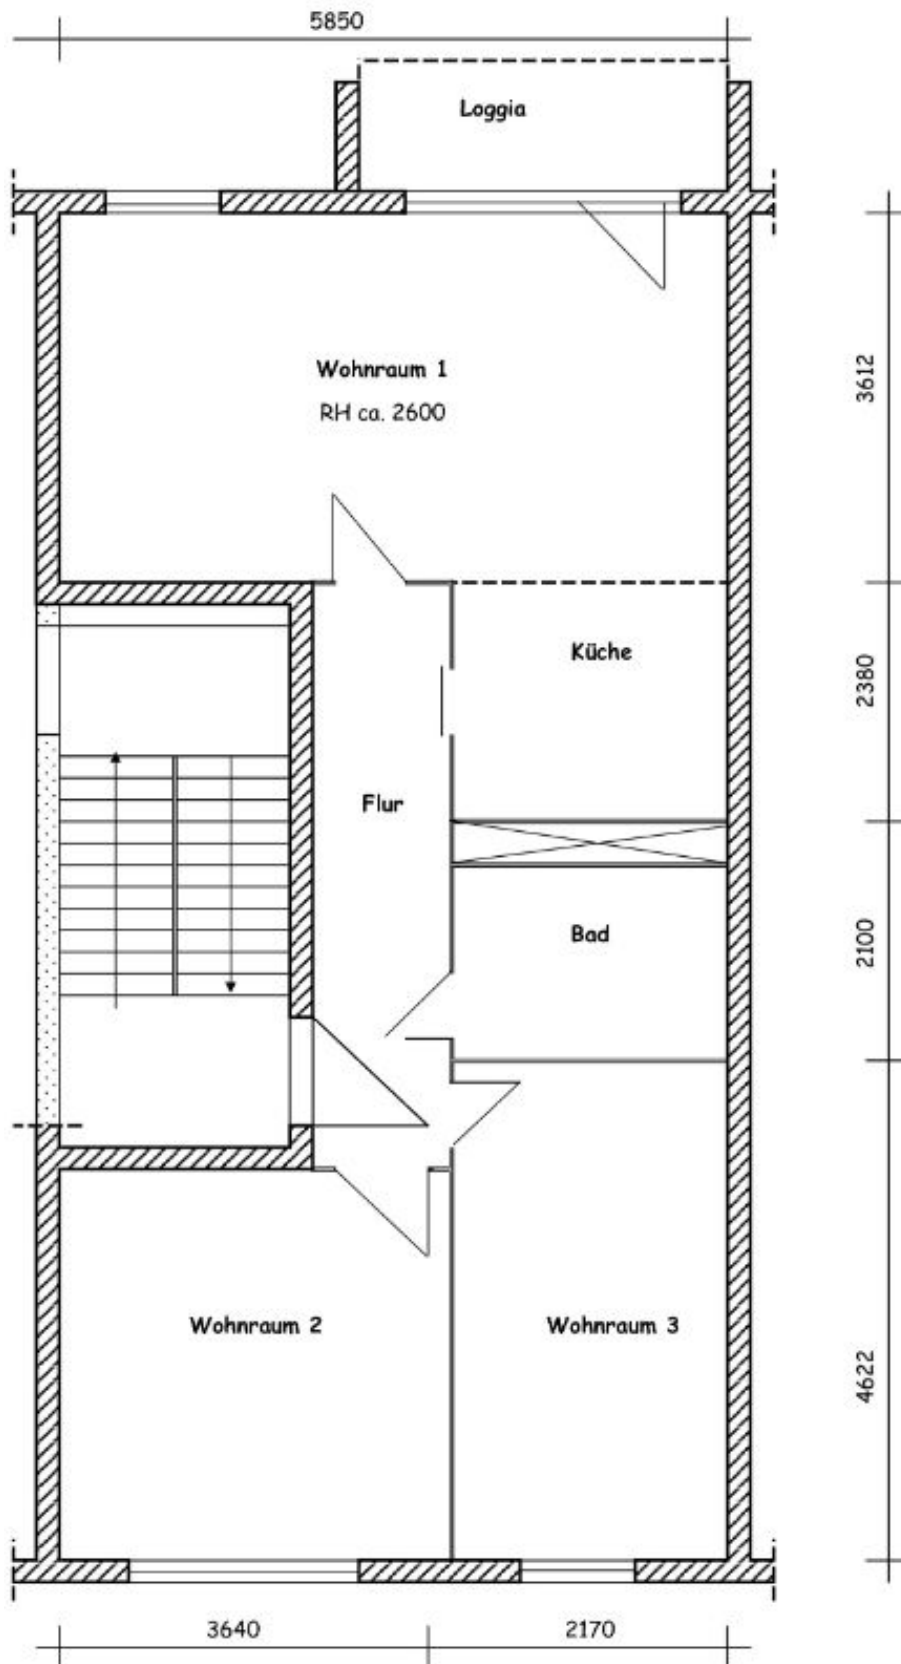 5850
Loggia
Wohnraum 1
RH ca. 2600
3612
Küche
2380
Flur
Bad
2100
Wohnraum 2
Wohnraum 3
4622
3640
2170